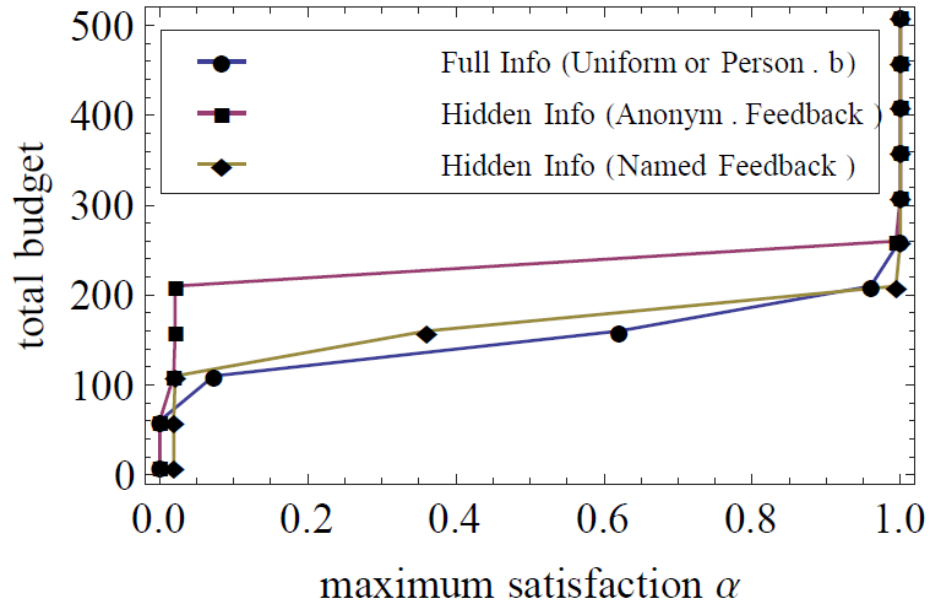 500
400
300
200
100
0
total budget
Full Info (Uniform or Person . b)
Hidden Info (Anonym . Feedback )
Hidden Info (Named Feedback )
0.0 0.2 0.4 0.6 0.8 1.0
maximum satisfaction α